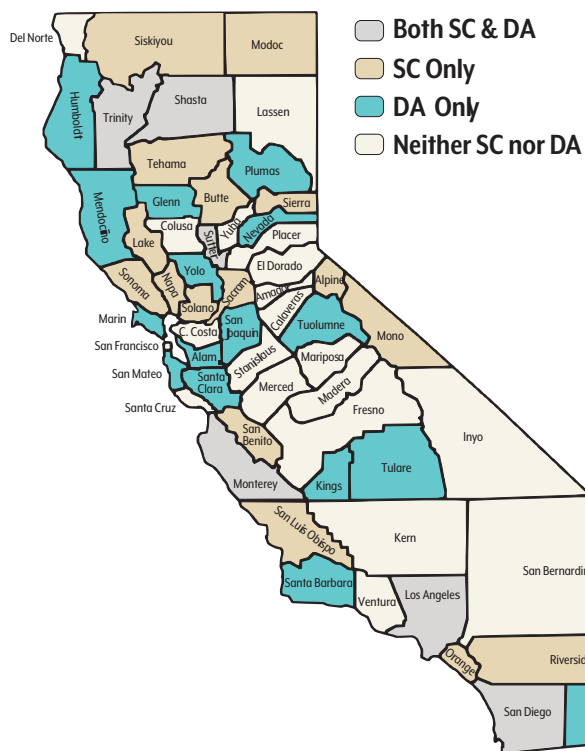 Both SC & DA
SC Only
DA Only
Neither SC nor DA
Del Norte
Siskiyou
Modoc
Humboldt
Trinity
Shasta
Lassen
Tehama
Plumas
Mendocino
Glenn
Butte
Sierra
Colusa
Sutter
Yuba
Nevada
Placer
Lake
Yolo
El Dorado
Sonoma
Napa
Sacram
Alpine
Amador
Solano
Calaveras
Marin
C. Costa
San
Joaquin
Tuolumne
Mono
San Francisco
Alam
Stanislaus
Mariposa
San Mateo
Santa
Clara
Merced
Madera
Santa Cruz
Fresno
San
Benito
Inyo
Monterey
Kings
Tulare
San Luis Obispo
Kern
Santa Barbara
Ventura
Los Angeles
San Bernardin
Orange
Riversid
San Diego